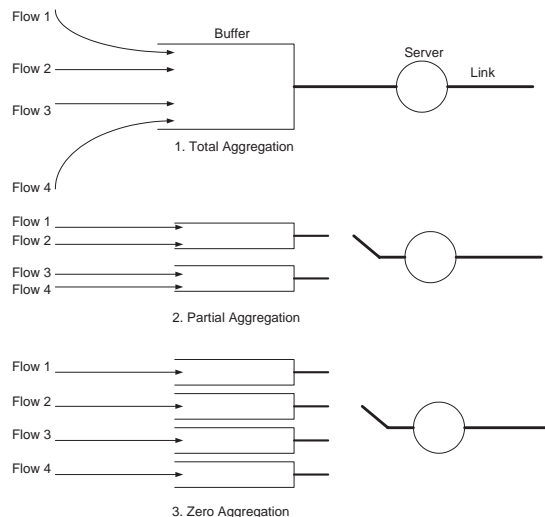 Flow 1
Buffer
Server
Flow 2
Link
Flow 3
1. Total Aggregation
Flow 4
Flow 1
Flow 2
Flow 3
Flow 4
2. Partial Aggregation
Flow 1
Flow 2
Flow 3
Flow 4
3. Zero Aggregation